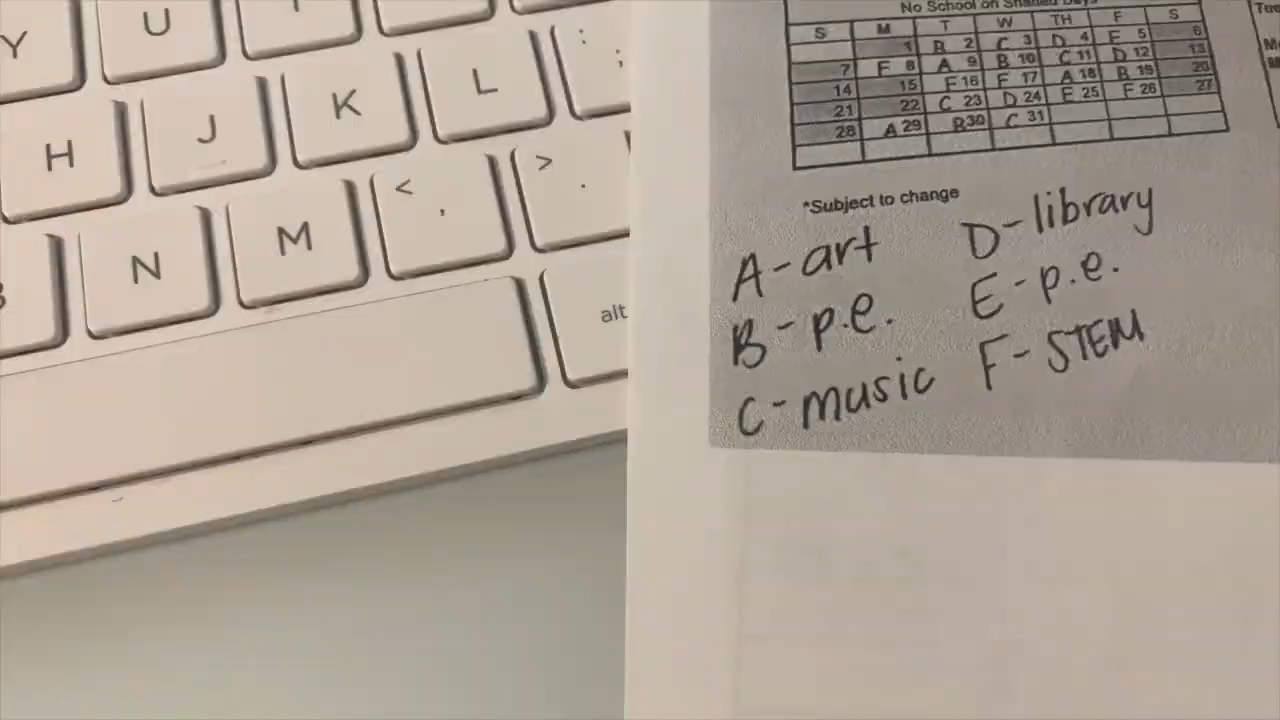 Y U
H J K L : ;
N M < , > .
alt
No School on Shaded Days
S M T W TH F S
1 B 2 C 3 D 4 E 5 6
7 F 8 A 9 B 10 C 11 D 12 13
14 15 F 16 F 17 A 18 B 19 20
21 22 C 23 D 24 E 25 F 26 27
28 A 29 B 30 C 31
*Subject to change
A - art D - library
B - p.e. E - p.e.
C - music F - STEM